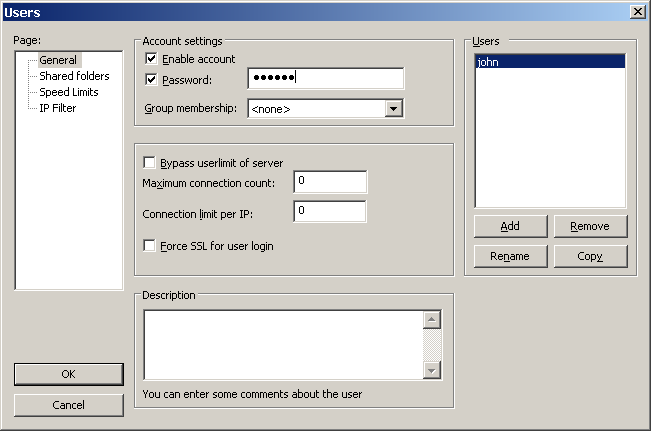 Users
Page:
General
Shared folders
Speed Limits
IP Filter
Account settings
Enable account
Password: ●●●●●●
Group membership: <none>
Bypass userlimit of server
Maximum connection count: 0
Connection limit per IP: 0
Force SSL for user login
Description
You can enter some comments about the user
Users
john
Add Remove
Rename Copy
OK
Cancel